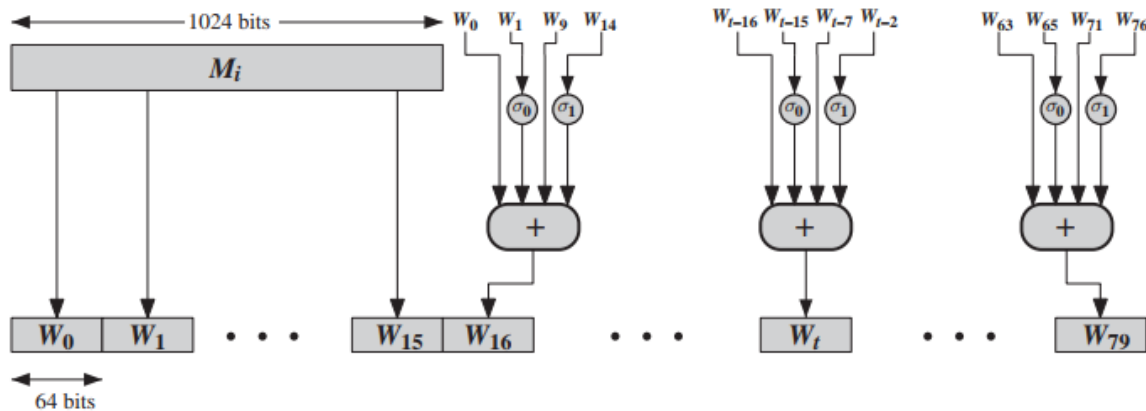 1024 bits
W0 W1 W9 W14
Wt–16 Wt–15 Wt–7 Wt–2
W63 W65 W71 W76
Mi
σ0 σ1
σ0 σ1
σ0 σ1
+ + +
W0 W1 • • • W15 W16 • • • Wt • • • W79
64 bits